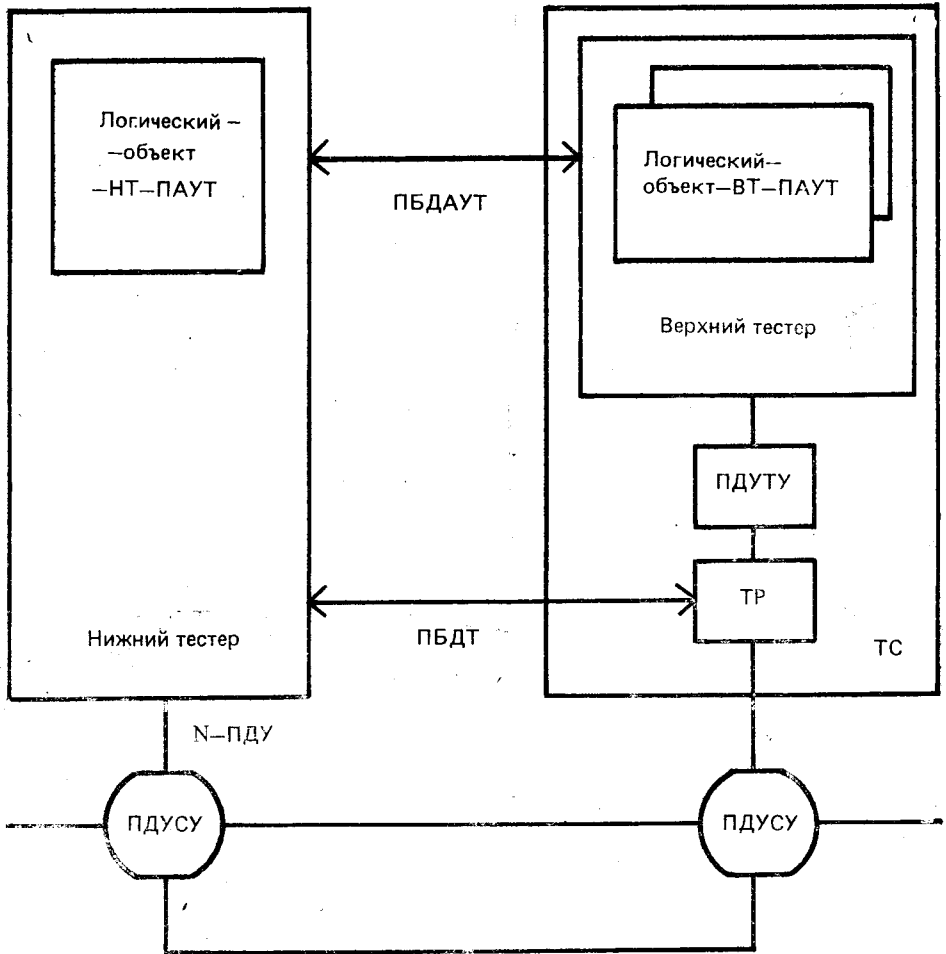 Логический –
–объект
–НТ–ПАУТ
ПБДАУТ
Логический–
объект–ВТ–ПАУТ
Верхний тестер
ПДУТУ
ТР
ПБДТ
Нижний тестер
ТС
N–ПДУ
ПДУСУ
ПДУСУ